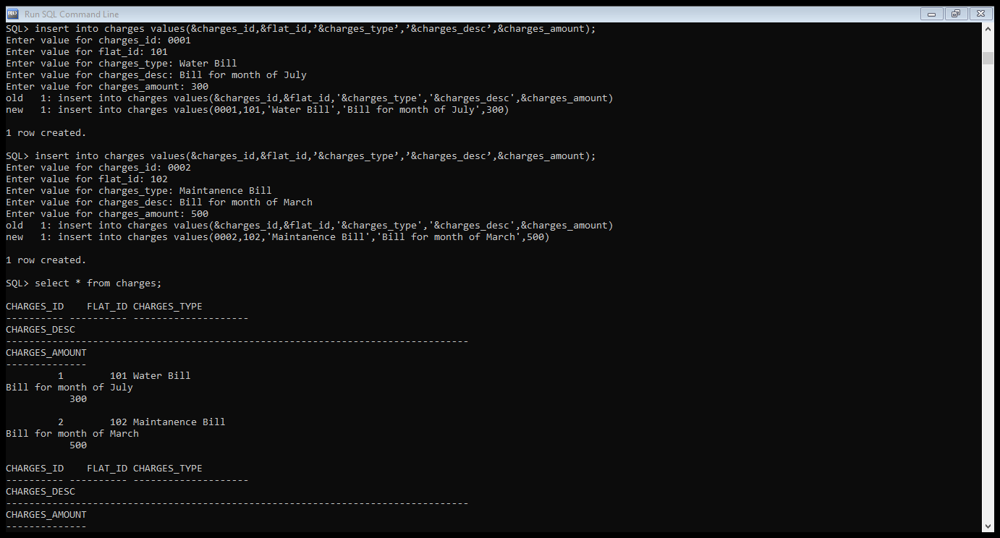 Run SQL Command Line
SQL> insert into charges values(&charges_id,&flat_id,’&charges_type’,’&charges_desc’,&charges_amount);
Enter value for charges_id: 0001
Enter value for flat_id: 101
Enter value for charges_type: Water Bill
Enter value for charges_desc: Bill for month of July
Enter value for charges_amount: 300
old   1: insert into charges values(&charges_id,&flat_id,'&charges_type','&charges_desc',&charges_amount)
new   1: insert into charges values(0001,101,'Water Bill','Bill for month of July',300)

1 row created.

SQL> insert into charges values(&charges_id,&flat_id,’&charges_type’,’&charges_desc’,&charges_amount);
Enter value for charges_id: 0002
Enter value for flat_id: 102
Enter value for charges_type: Maintanence Bill
Enter value for charges_desc: Bill for month of March
Enter value for charges_amount: 500
old   1: insert into charges values(&charges_id,&flat_id,'&charges_type','&charges_desc',&charges_amount)
new   1: insert into charges values(0002,102,'Maintanence Bill','Bill for month of March',500)

1 row created.

SQL> select * from charges;

CHARGES_ID    FLAT_ID CHARGES_TYPE
---------- ---------- --------------------
CHARGES_DESC
--------------------------------------------------------------------------------
CHARGES_AMOUNT
--------------
         1        101 Water Bill
Bill for month of July
           300

         2        102 Maintanence Bill
Bill for month of March
           500

CHARGES_ID    FLAT_ID CHARGES_TYPE
---------- ---------- --------------------
CHARGES_DESC
--------------------------------------------------------------------------------
CHARGES_AMOUNT
--------------